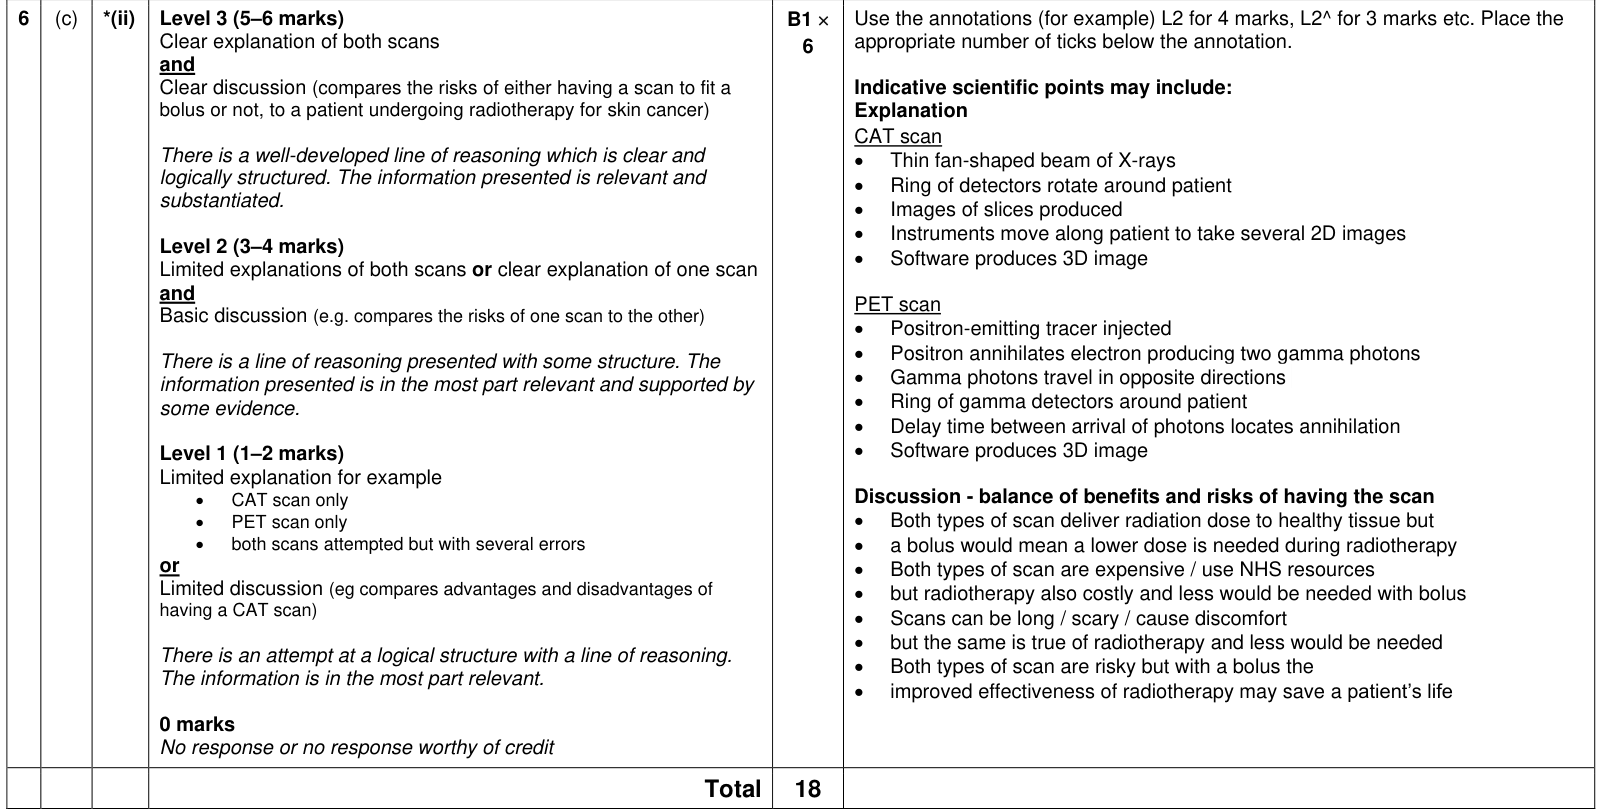 6 (c) *(ii)
Level 3 (5–6 marks)
Clear explanation of both scans
and
Clear discussion (compares the risks of either having a scan to fit a
bolus or not, to a patient undergoing radiotherapy for skin cancer)
There is a well-developed line of reasoning which is clear and
logically structured. The information presented is relevant and
substantiated.
Level 2 (3–4 marks)
Limited explanations of both scans or clear explanation of one scan
and
Basic discussion (e.g. compares the risks of one scan to the other)
There is a line of reasoning presented with some structure. The
information presented is in the most part relevant and supported by
some evidence.
Level 1 (1–2 marks)
Limited explanation for example
• CAT scan only
• PET scan only
• both scans attempted but with several errors
or
Limited discussion (eg compares advantages and disadvantages of
having a CAT scan)
There is an attempt at a logical structure with a line of reasoning.
The information is in the most part relevant.
0 marks
No response or no response worthy of credit
B1 ×
6
Use the annotations (for example) L2 for 4 marks, L2^ for 3 marks etc. Place the
appropriate number of ticks below the annotation.
Indicative scientific points may include:
Explanation
CAT scan
• Thin fan-shaped beam of X-rays
• Ring of detectors rotate around patient
• Images of slices produced
• Instruments move along patient to take several 2D images
• Software produces 3D image
PET scan
• Positron-emitting tracer injected
• Positron annihilates electron producing two gamma photons
• Gamma photons travel in opposite directions
• Ring of gamma detectors around patient
• Delay time between arrival of photons locates annihilation
• Software produces 3D image
Discussion - balance of benefits and risks of having the scan
• Both types of scan deliver radiation dose to healthy tissue but
• a bolus would mean a lower dose is needed during radiotherapy
• Both types of scan are expensive / use NHS resources
• but radiotherapy also costly and less would be needed with bolus
• Scans can be long / scary / cause discomfort
• but the same is true of radiotherapy and less would be needed
• Both types of scan are risky but with a bolus the
• improved effectiveness of radiotherapy may save a patient's life
Total 18